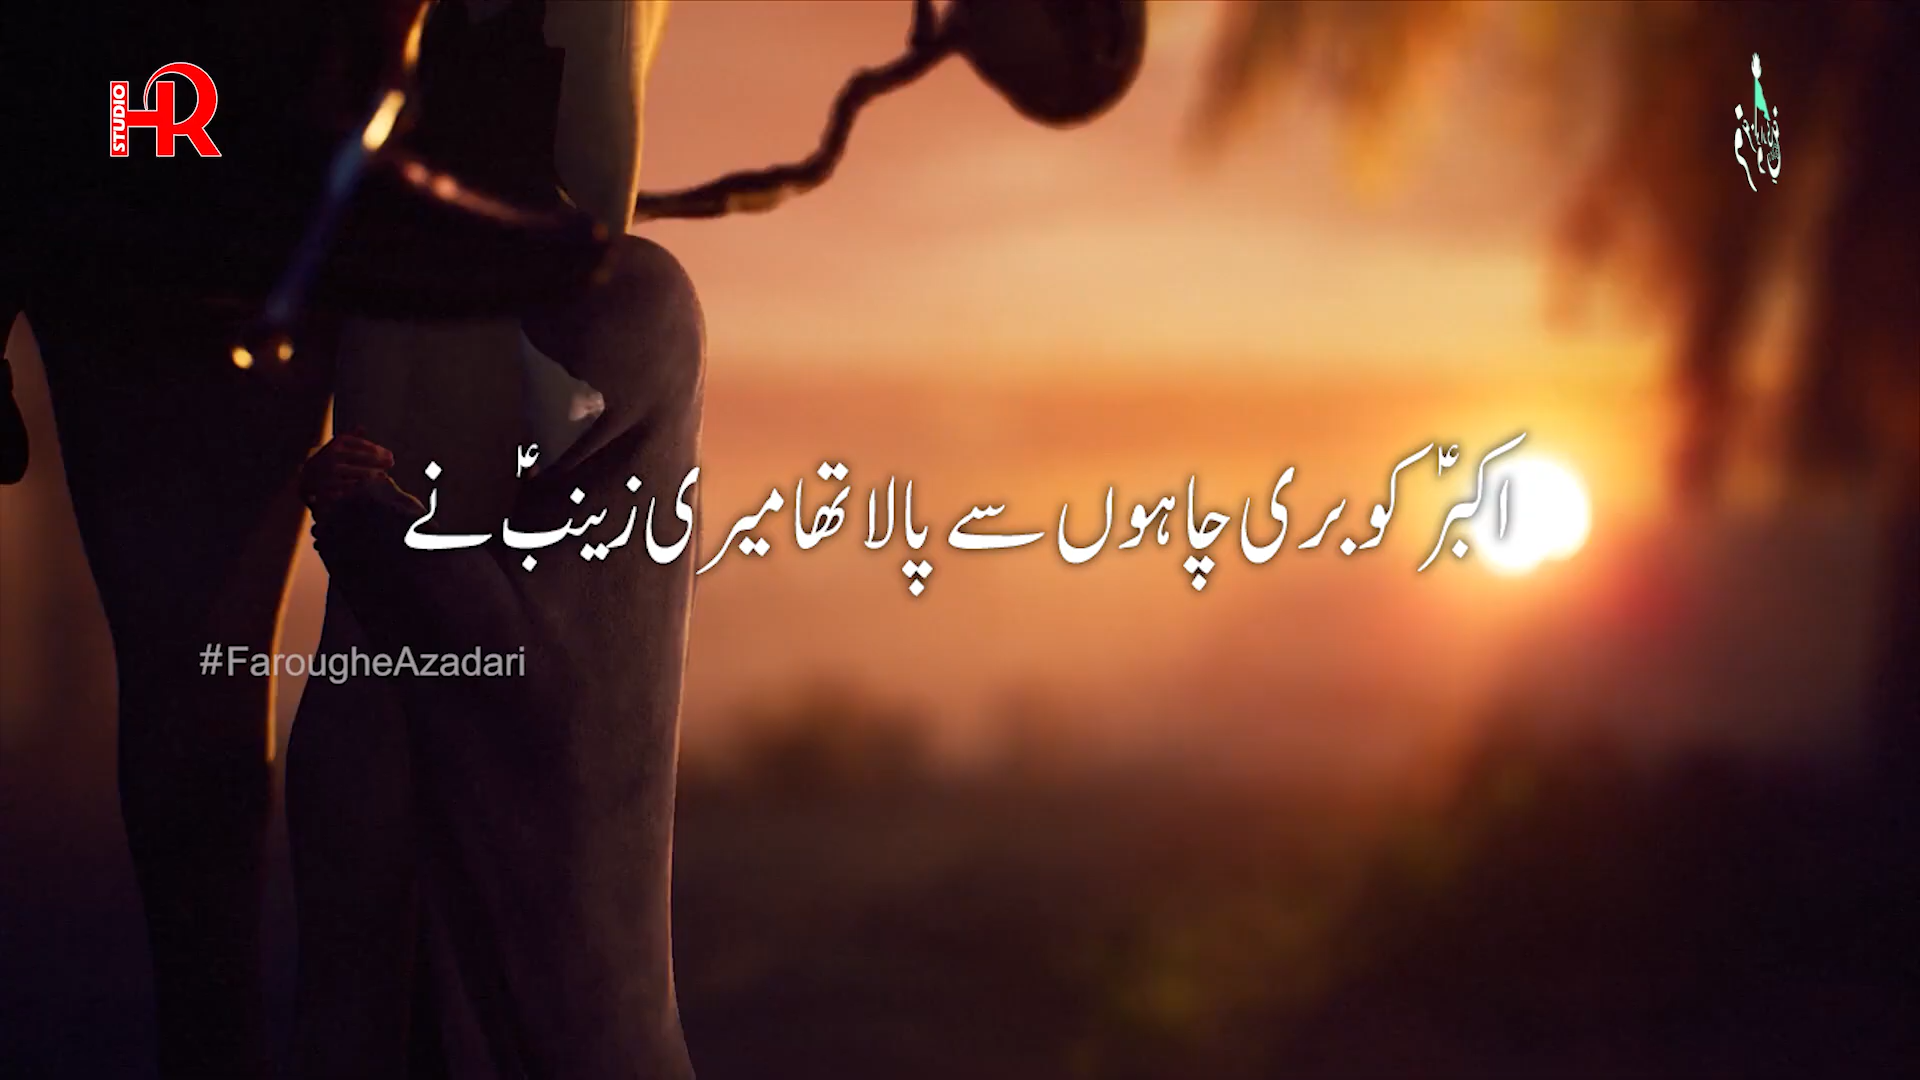 STUDIO HR
اکبرؑ کو بری چاہوں سے پالا تھا میری زینبؑ نے
#FarougheAzadari